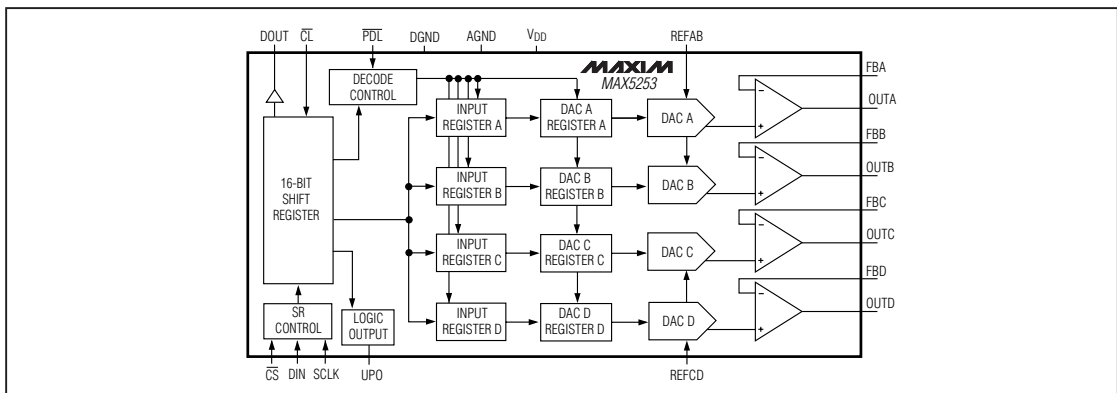 DOUT CL PDL DGND AGND VDD REFAB
MAXIM
MAX5253
DECODE
CONTROL
16-BIT
SHIFT
REGISTER
INPUT
REGISTER A
DAC A
REGISTER A
DAC A
FBA
-
+
OUTA
INPUT
REGISTER B
DAC B
REGISTER B
DAC B
FBB
-
+
OUTB
INPUT
REGISTER C
DAC C
REGISTER C
DAC C
FBC
-
+
OUTC
INPUT
REGISTER D
DAC D
REGISTER D
DAC D
FBD
-
+
OUTD
SR
CONTROL
LOGIC
OUTPUT
CS DIN SCLK UPO REFCD